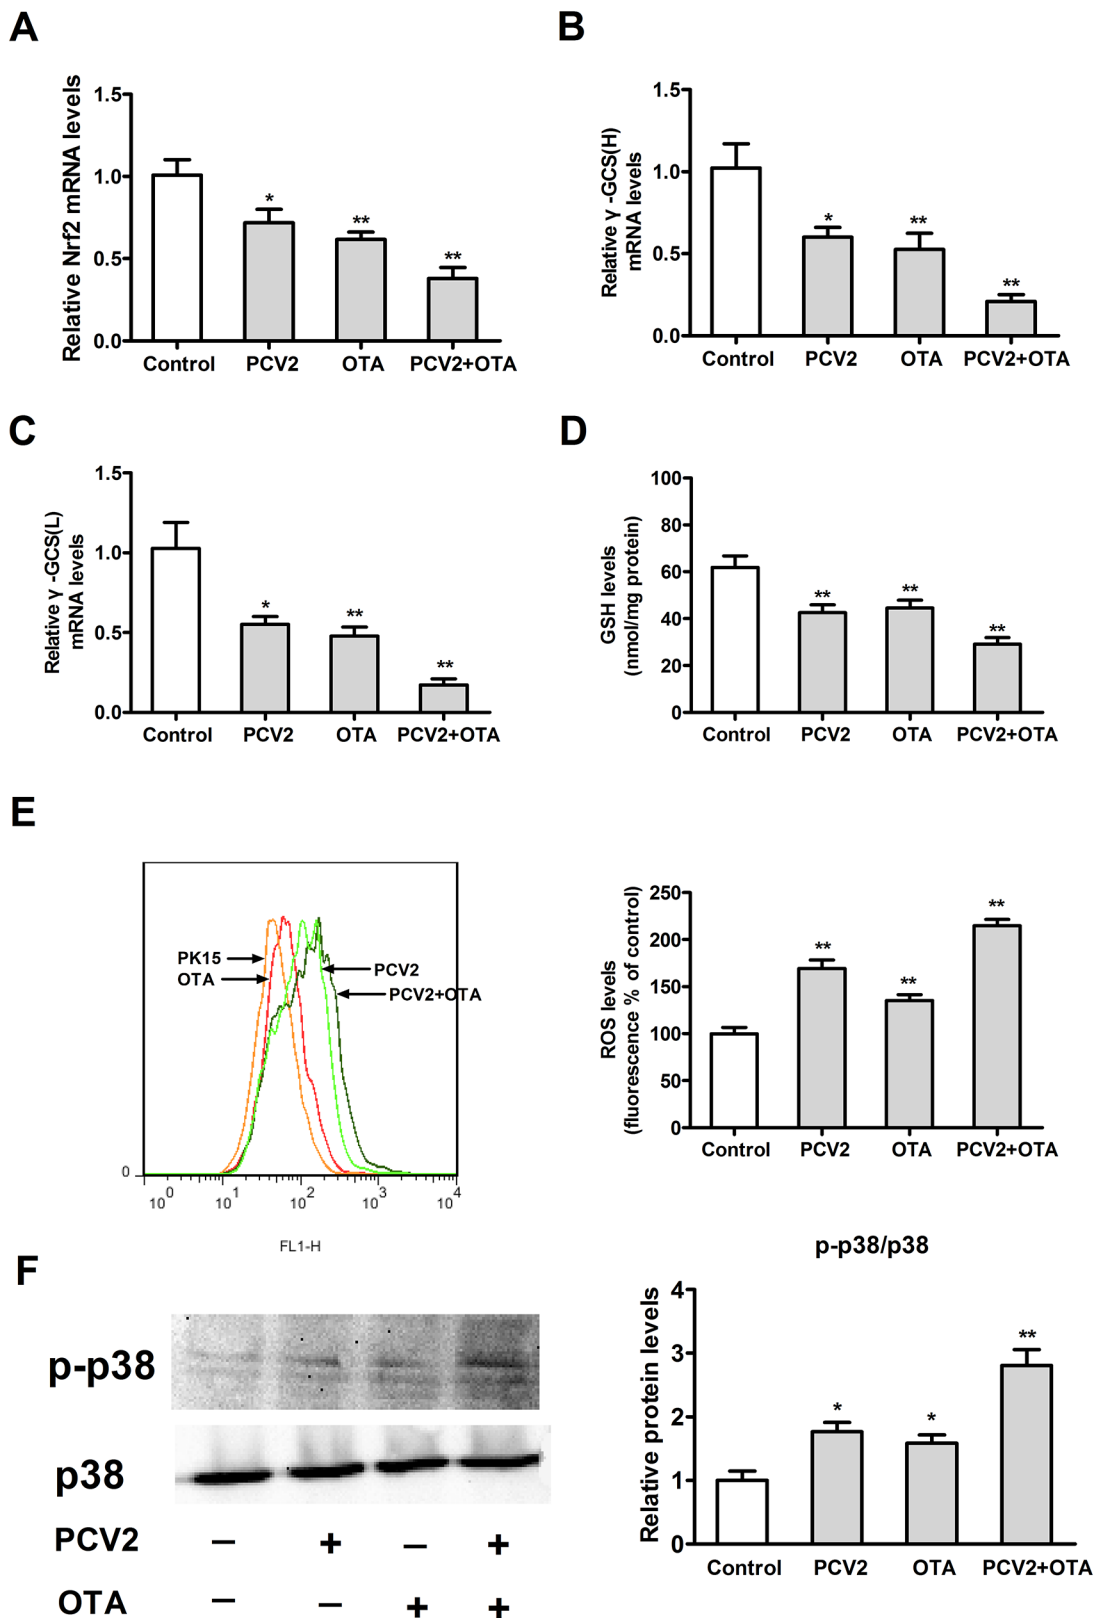 A
Relative Nrf2 mRNA levels
1.5
1.0
0.5
0.0
*
**
**
Control PCV2 OTA PCV2+OTA
B
Relative γ -GCS(H)
mRNA levels
1.5
1.0
0.5
0.0
*
**
**
Control PCV2 OTA PCV2+OTA
C
Relative γ -GCS(L)
mRNA levels
1.5
1.0
0.5
0.0
*
**
**
Control PCV2 OTA PCV2+OTA
D
GSH levels
(nmol/mg protein)
100
80
60
40
20
0
**
**
**
Control PCV2 OTA PCV2+OTA
E
PK15
OTA
PCV2
PCV2+OTA
0
10^0 10^1 10^2 10^3 10^4
FL1-H
ROS levels
(fluorescence % of control)
250
200
150
100
50
0
**
**
**
Control PCV2 OTA PCV2+OTA
F
p-p38
p38
PCV2 − + − +
OTA − − + +
p-p38/p38
Relative protein levels
4
3
2
1
0
*
*
**
Control PCV2 OTA PCV2+OTA